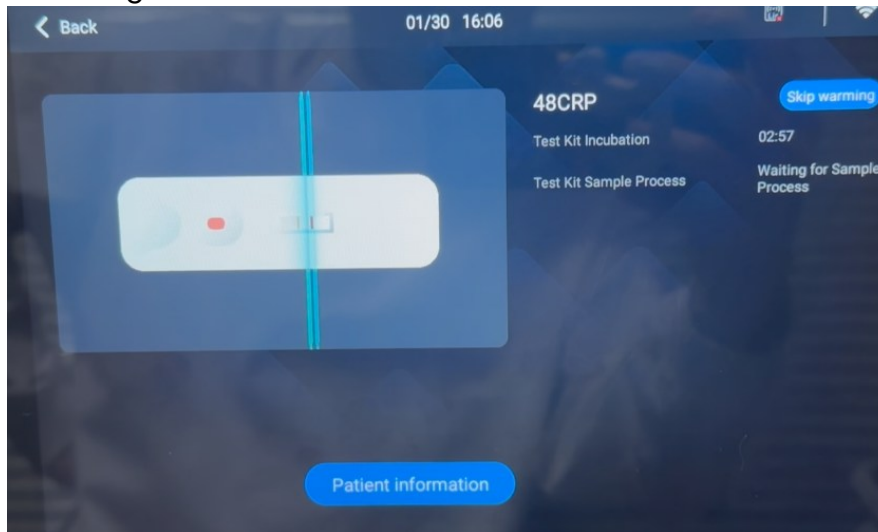 Back
01/30 16:06
48CRP
Skip warming
Test Kit Incubation
02:57
Test Kit Sample Process
Waiting for Sample
Process
Patient information